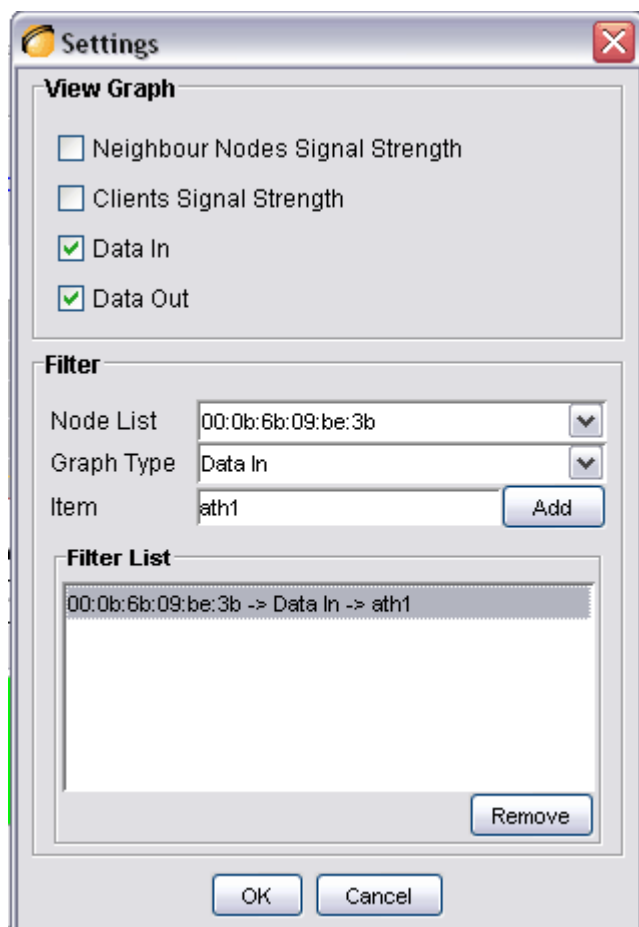 Settings
View Graph
Neighbour Nodes Signal Strength
Clients Signal Strength
Data In
Data Out
Filter
Node List 00:0b:6b:09:be:3b
Graph Type Data In
Item ath1 Add
Filter List
00:0b:6b:09:be:3b -> Data In -> ath1
Remove
OK Cancel